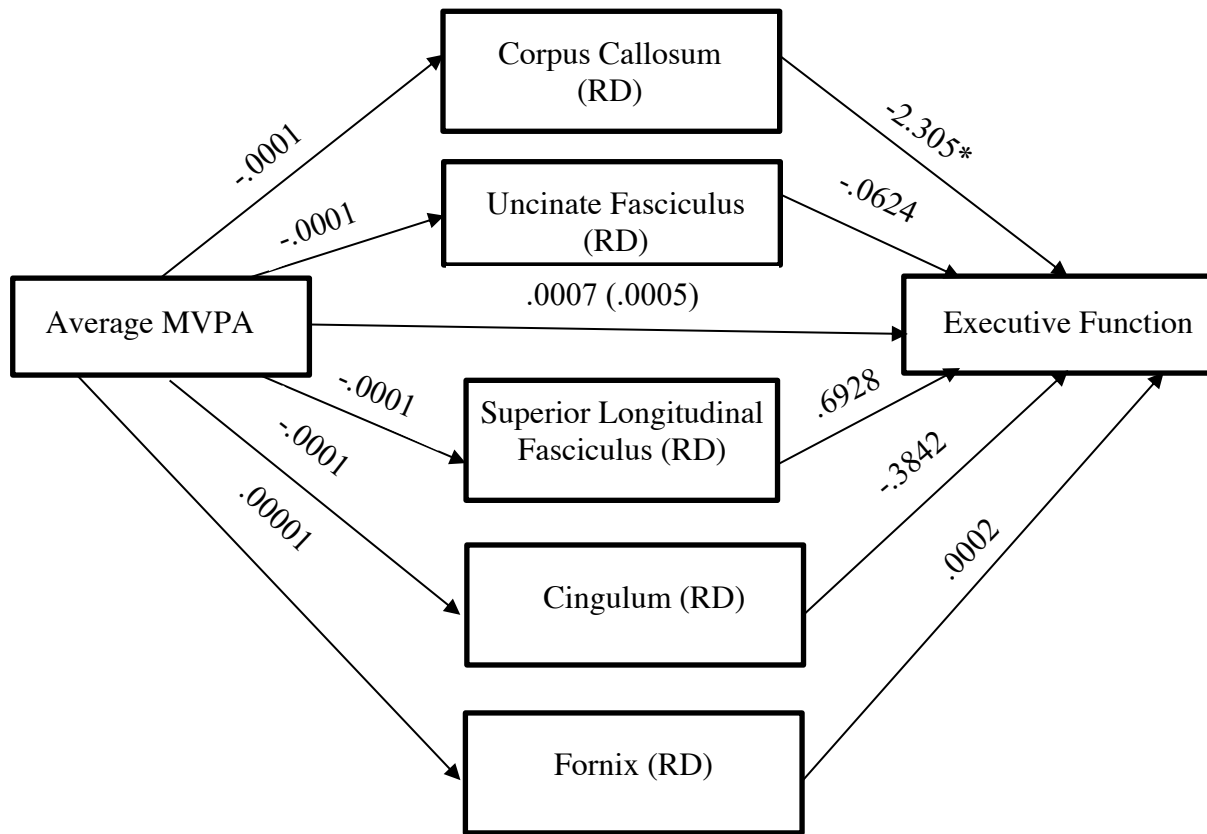 Corpus Callosum
(RD)
-.0001
-2.305*
Uncinate Fasciculus
(RD)
-.0001
-.0624
.0007 (.0005)
Average MVPA
Executive Function
-.0001
Superior Longitudinal
Fasciculus (RD)
.6928
-.0001
Cingulum (RD)
-.3842
.00001
Fornix (RD)
.0002